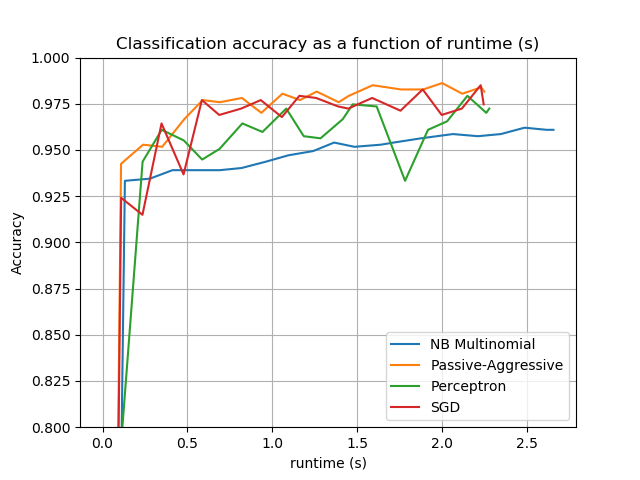 Classification accuracy as a function of runtime (s)
1.000
0.975
0.950
0.925
0.900
0.875
0.850
0.825
0.800
Accuracy
NB Multinomial
Passive-Aggressive
Perceptron
SGD
0.0 0.5 1.0 1.5 2.0 2.5
runtime (s)